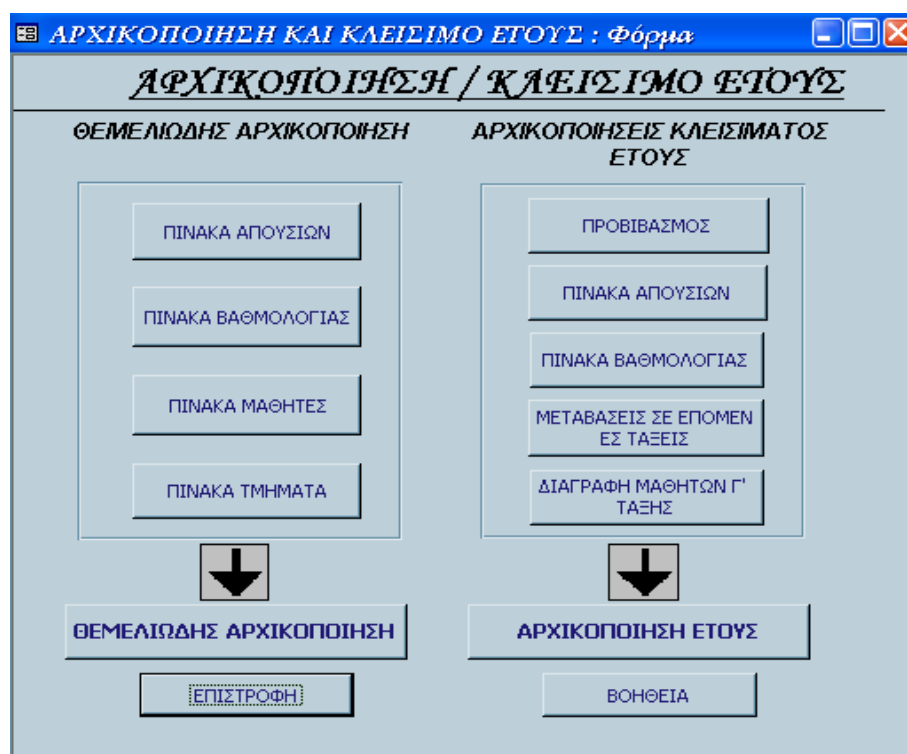 ΑΡΧΙΚΟΠΟΙΗΣΗ ΚΑΙ ΚΛΕΙΣΙΜΟ ΕΤΟΥΣ : Φόρμα
ΑΡΧΙΚΟΠΟΙΗΣΗ / ΚΛΕΙΣΙΜΟ ΕΤΟΥΣ
ΘΕΜΕΛΙΩΔΗΣ ΑΡΧΙΚΟΠΟΙΗΣΗ
ΠΙΝΑΚΑ ΑΠΟΥΣΙΩΝ
ΠΙΝΑΚΑ ΒΑΘΜΟΛΟΓΙΑΣ
ΠΙΝΑΚΑ ΜΑΘΗΤΕΣ
ΠΙΝΑΚΑ ΤΜΗΜΑΤΑ
ΘΕΜΕΛΙΩΔΗΣ ΑΡΧΙΚΟΠΟΙΗΣΗ
ΕΠΙΣΤΡΟΦΗ
ΑΡΧΙΚΟΠΟΙΗΣΕΙΣ ΚΛΕΙΣΙΜΑΤΟΣ
ΕΤΟΥΣ
ΠΡΟΒΙΒΑΣΜΟΣ
ΠΙΝΑΚΑ ΑΠΟΥΣΙΩΝ
ΠΙΝΑΚΑ ΒΑΘΜΟΛΟΓΙΑΣ
ΜΕΤΑΒΑΣΕΙΣ ΣΕ ΕΠΟΜΕΝ
ΕΣ ΤΑΞΕΙΣ
ΔΙΑΓΡΑΦΗ ΜΑΘΗΤΩΝ Γ'
ΤΑΞΗΣ
ΑΡΧΙΚΟΠΟΙΗΣΗ ΕΤΟΥΣ
ΒΟΗΘΕΙΑ